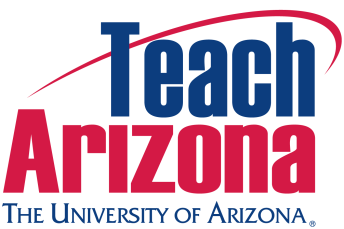 Teach
Arizona
THE UNIVERSITY OF ARIZONA®